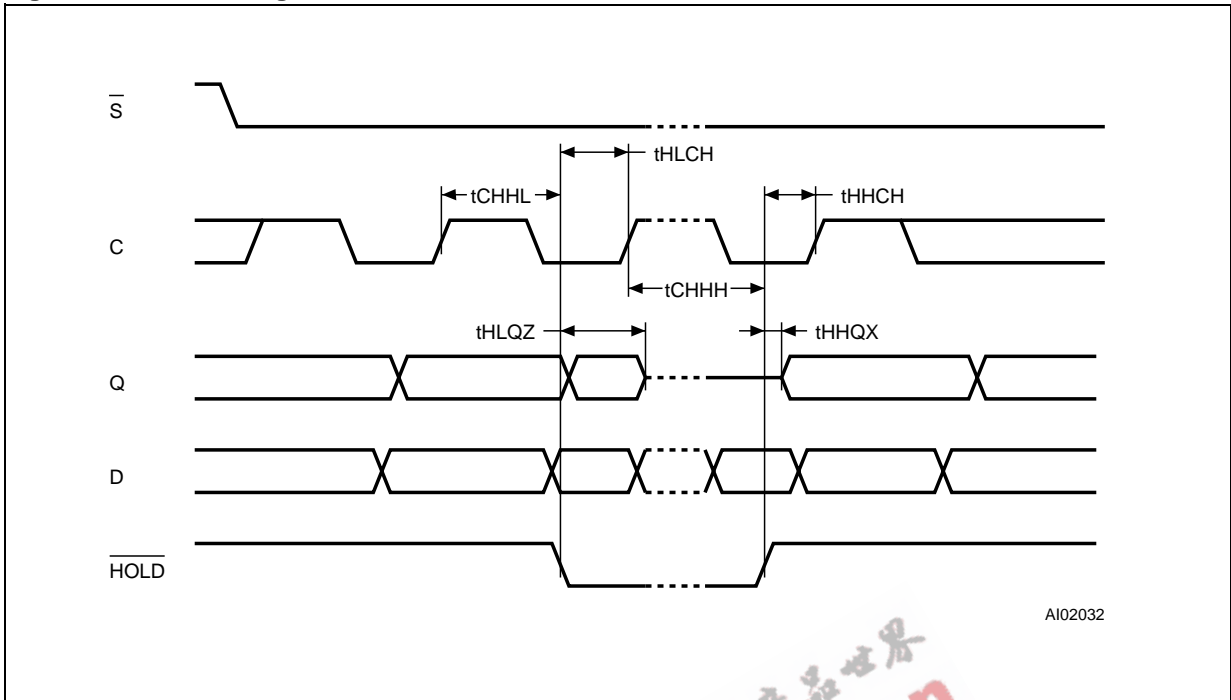 S
tHLCH
tCHHL
tHHCH
C
tCHHH
tHLQZ
tHHQX
Q
D
HOLD
AI02032